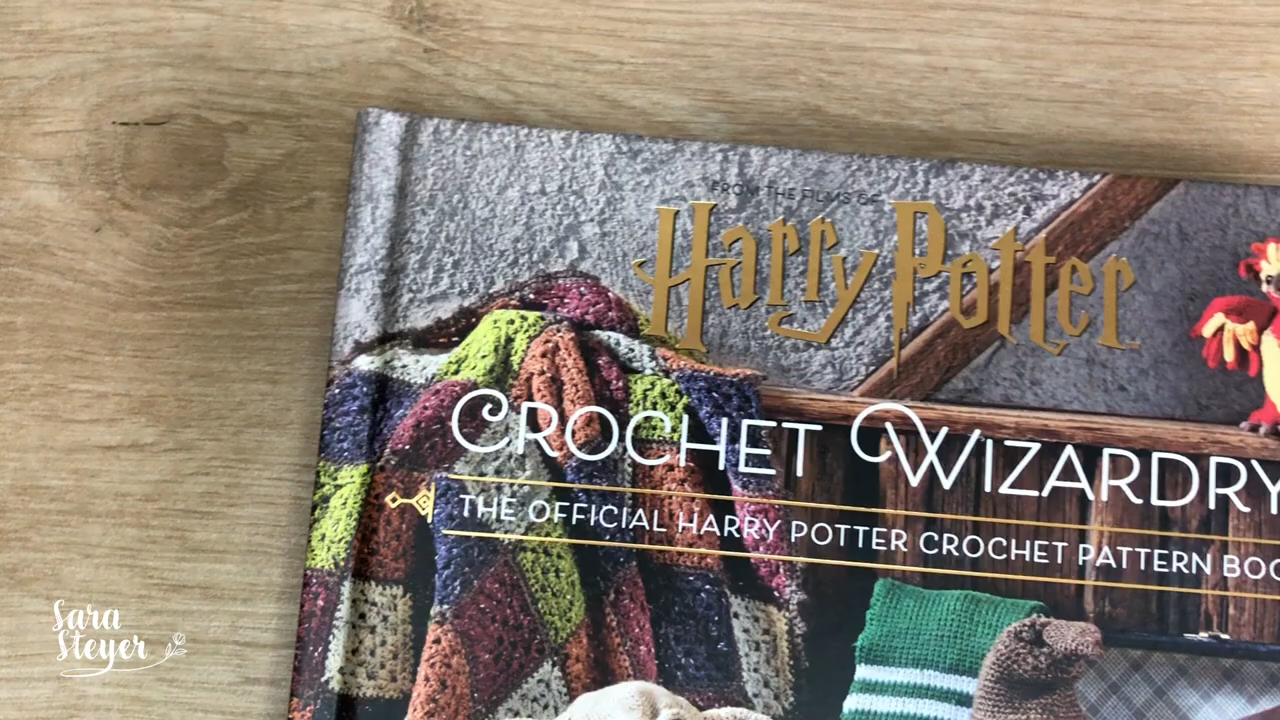 FROM THE FILMS OF
Harry Potter
CROCHET WIZARDRY
THE OFFICIAL HARRY POTTER CROCHET PATTERN BOO
Sara
Steyer